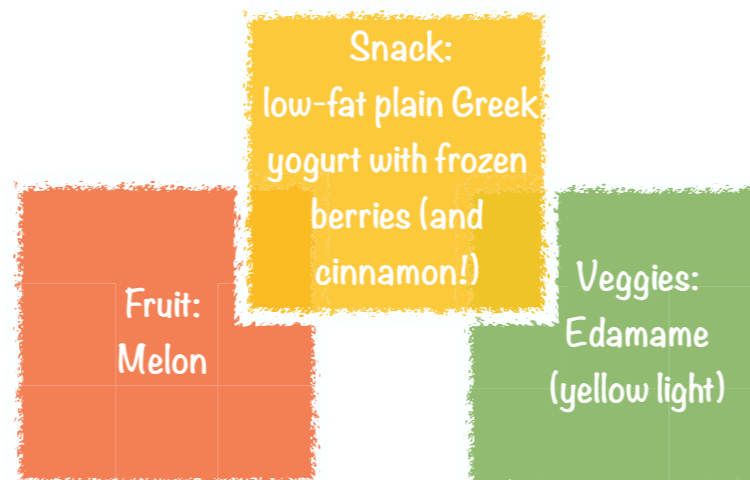 Snack:
low-fat plain Greek
yogurt with frozen
berries (and
cinnamon!)
Fruit:
Melon
Veggies:
Edamame
(yellow light)